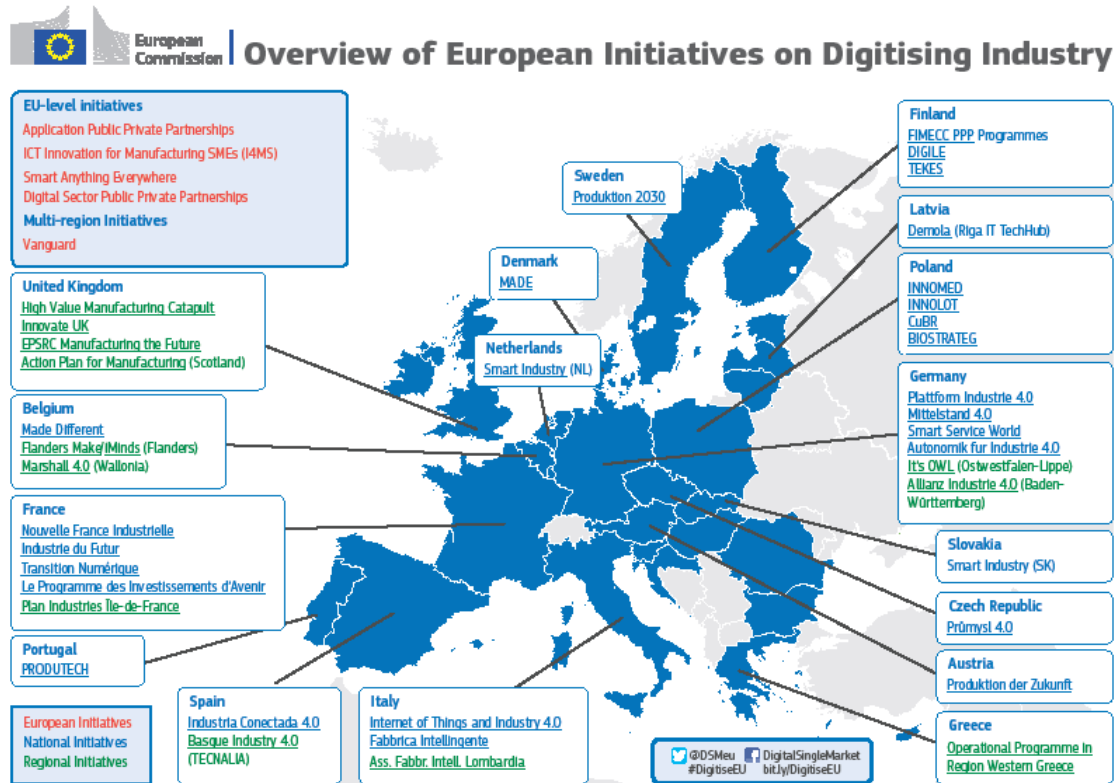 European
Commission
Overview of European Initiatives on Digitising Industry
EU-level initiatives
Application Public Private Partnerships
ICT Innovation for Manufacturing SMEs (I4MS)
Smart Anything Everywhere
Digital Sector Public Private Partnerships
Multi-region Initiatives
Vanguard
United Kingdom
High Value Manufacturing Catapult
Innovate UK
EPSRC Manufacturing the Future
Action Plan for Manufacturing (Scotland)
Belgium
Made Different
Flanders Make/iMinds (Flanders)
Marshall 4.0 (Wallonia)
France
Nouvelle France Industrielle
Industrie du Futur
Transition Numérique
Le Programme des Investissements d'Avenir
Plan Industries Île-de-France
Portugal
PRODUTECH
European Initiatives
National Initiatives
Regional Initiatives
Spain
Industria Conectada 4.0
Basque Industry 4.0
(TECNALIA)
Italy
Internet of Things and Industry 4.0
Fabbrica Intellingente
Ass. Fabbr. Intell. Lombardia
Sweden
Produktion 2030
Denmark
MADE
Netherlands
Smart Industry (NL)
Finland
FIMECC PPP Programmes
DIGILE
TEKES
Latvia
Demola (Riga IT TechHub)
Poland
INNOMED
INNOLOT
CuBR
BIOSTRATEG
Germany
Plattform Industrie 4.0
Mittelstand 4.0
Smart Service World
Autonomik fur Industrie 4.0
It's OWL (Ostwestfalen-Lippe)
Allianz Industrie 4.0 (Baden-
Württemberg)
Slovakia
Smart Industry (SK)
Czech Republic
Průmysl 4.0
Austria
Produktion der Zukunft
Greece
Operational Programme in
Region Western Greece
@DSMeu DigitalSingleMarket
#DigitiseEU bit.ly/DigitiseEU